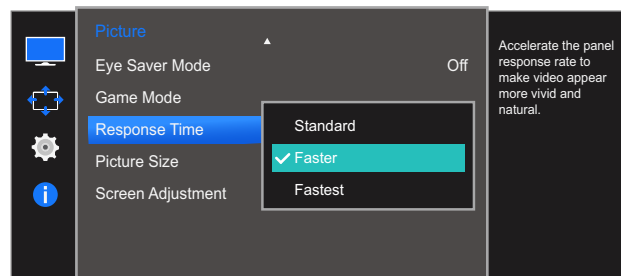 Picture
Eye Saver Mode Off
Game Mode
Response Time
Picture Size
Screen Adjustment
Standard
Faster
Fastest
Accelerate the panel
response rate to
make video appear
more vivid and
natural.